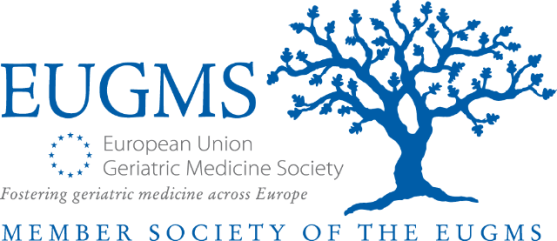 EUGMS
European Union
Geriatric Medicine Society
Fostering geriatric medicine across Europe
MEMBER SOCIETY OF THE EUGMS